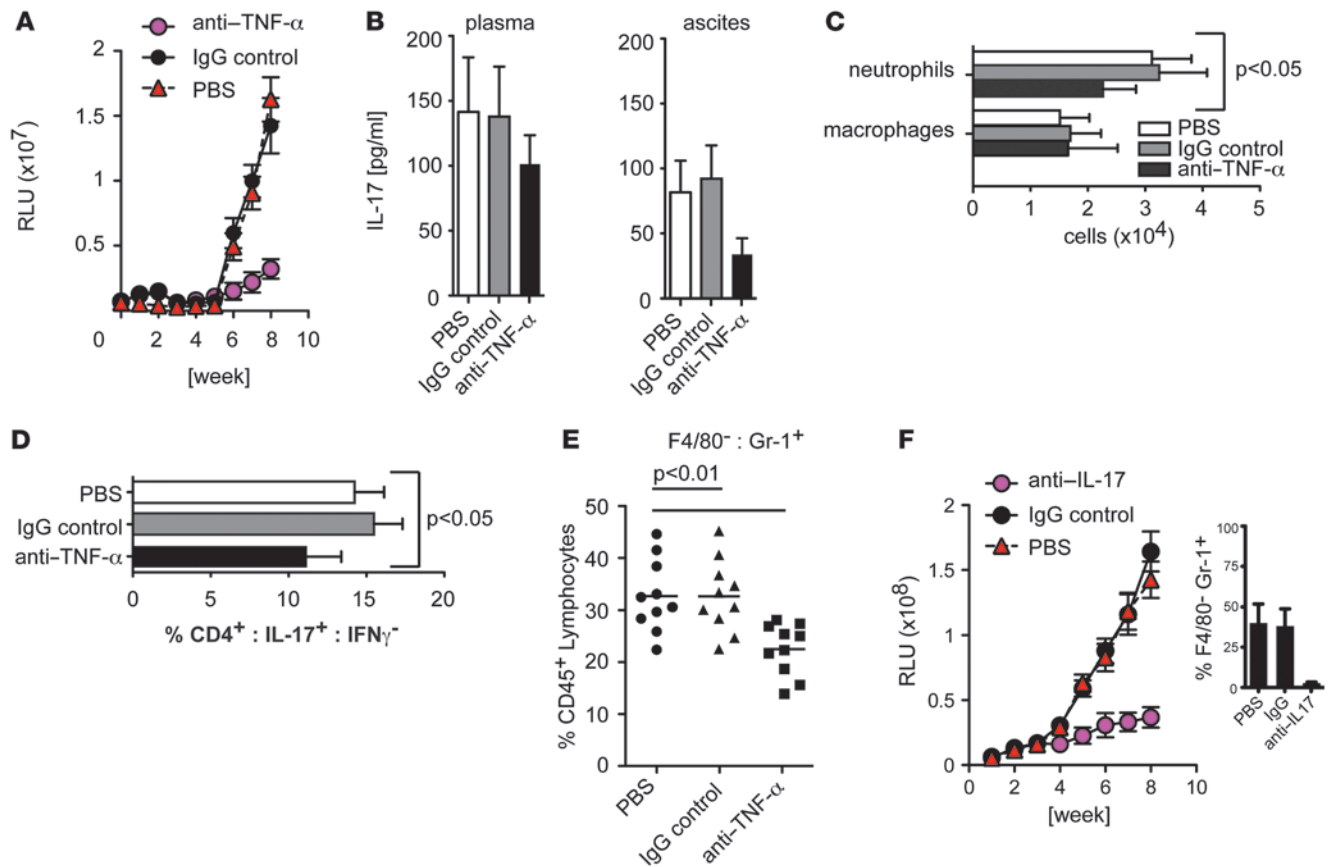 A
anti–TNF-α
IgG control
PBS
RLU (x10⁷)
2
1.5
1
0.5
0 2 4 6 8 10
[week]
B
plasma
ascites
IL-17 [pg/ml]
200
150
100
50
0
PBS
IgG control
anti–TNF-α
200
150
100
50
0
PBS
IgG control
anti–TNF-α
C
neutrophils
macrophages
p<0.05
PBS
IgG control
anti–TNF-α
0 1 2 3 4 5
cells (x10⁴)
D
PBS
IgG control
anti–TNF-α
p<0.05
0 5 10 15 20
% CD4⁺ : IL-17⁺ : IFNγ⁻
E
F4/80⁻ : Gr-1⁺
p<0.01
% CD45⁺ Lymphocytes
50
40
30
20
10
0
PBS
IgG control
anti–TNF-α
F
anti–IL-17
IgG control
PBS
RLU (x10⁸)
2
1.5
1
0.5
0
2 4 6 8 10
[week]
% F4/80⁻ Gr-1⁺
100
75
50
25
0
PBS
IgG
anti-IL17